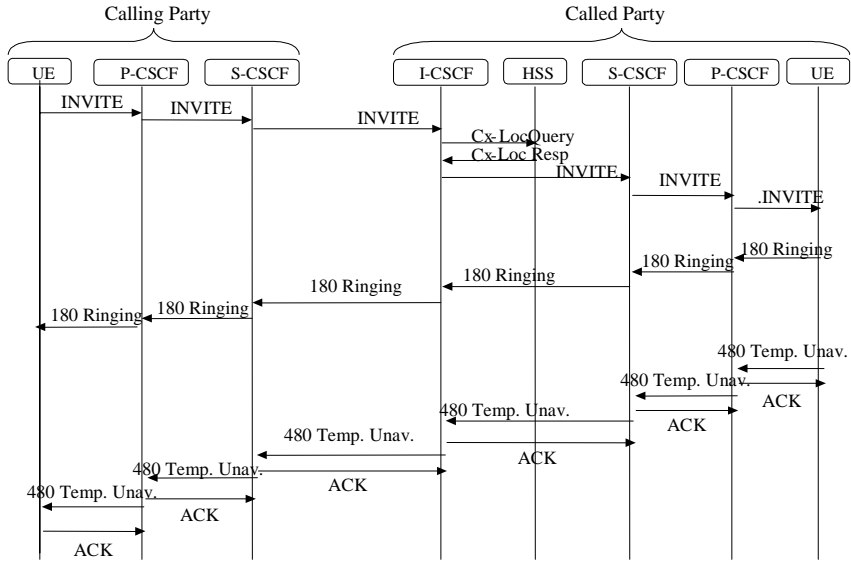 Calling Party
Called Party
UE
P-CSCF
S-CSCF
I-CSCF
HSS
S-CSCF
P-CSCF
UE
INVITE
INVITE
INVITE
Cx-LocQuery
Cx-Loc Resp
INVITE
INVITE
.INVITE
180 Ringing
180 Ringing
180 Ringing
180 Ringing
180 Ringing
180 Ringing
480 Temp. Unav.
480 Temp. Unav.
ACK
480 Temp. Unav.
ACK
480 Temp. Unav.
ACK
480 Temp. Unav.
ACK
480 Temp. Unav.
ACK
ACK